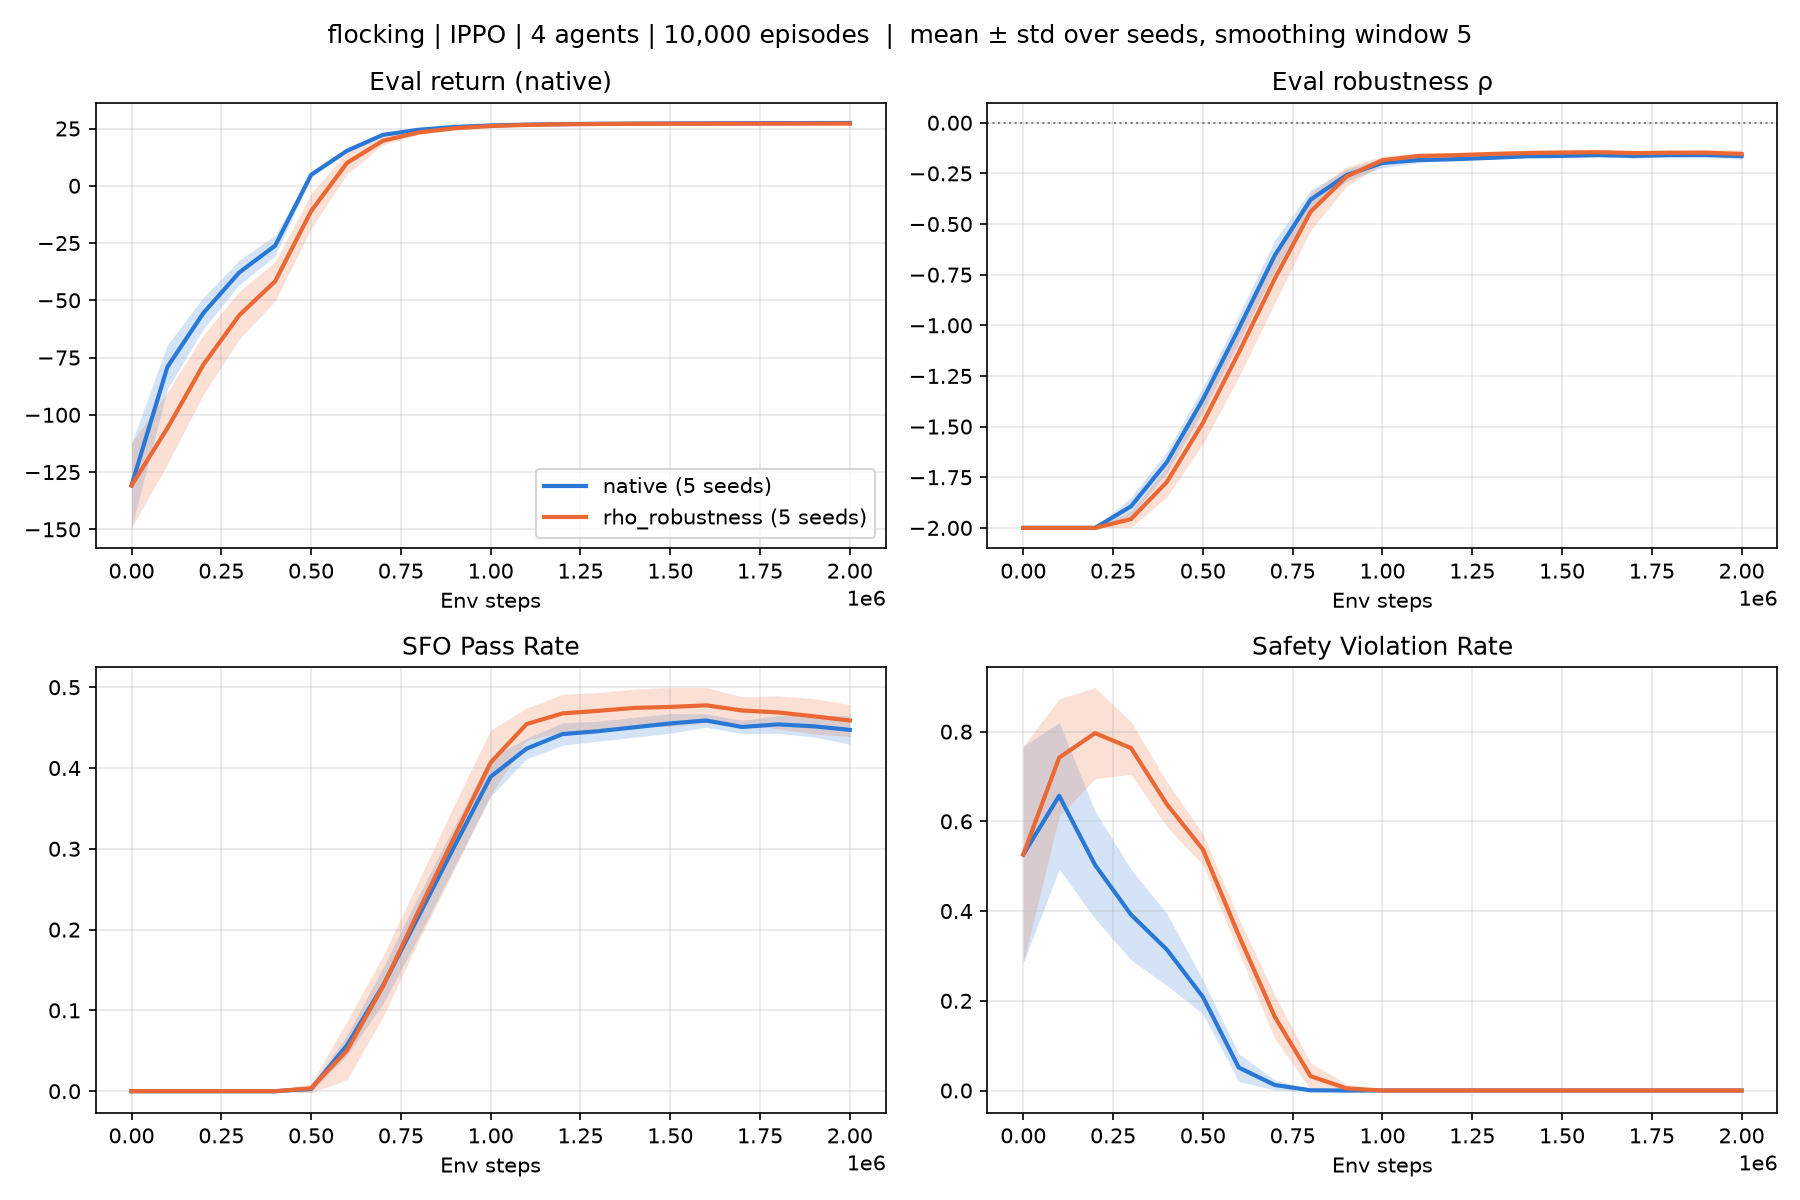 flocking | IPPO | 4 agents | 10,000 episodes | mean ± std over seeds, smoothing window 5
Eval return (native)
25
0
−25
−50
−75
−100
−125
−150
native (5 seeds)
rho_robustness (5 seeds)
0.00 0.25 0.50 0.75 1.00 1.25 1.50 1.75 2.00
Env steps
1e6
Eval robustness ρ
0.00
−0.25
−0.50
−0.75
−1.00
−1.25
−1.50
−1.75
−2.00
0.00 0.25 0.50 0.75 1.00 1.25 1.50 1.75 2.00
Env steps
1e6
SFO Pass Rate
0.5
0.4
0.3
0.2
0.1
0.0
0.00 0.25 0.50 0.75 1.00 1.25 1.50 1.75 2.00
Env steps
1e6
Safety Violation Rate
0.8
0.6
0.4
0.2
0.0
0.00 0.25 0.50 0.75 1.00 1.25 1.50 1.75 2.00
Env steps
1e6